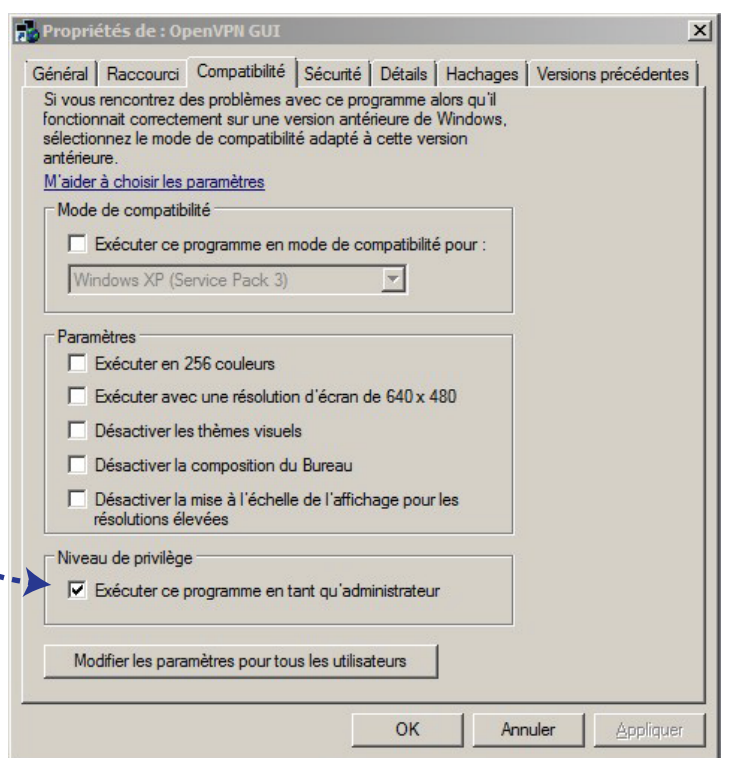 Propriétés de : OpenVPN GUI
Général Raccourci Compatibilité Sécurité Détails Hachages Versions précédentes
Si vous rencontrez des problèmes avec ce programme alors qu'il
fonctionnait correctement sur une version antérieure de Windows,
sélectionnez le mode de compatibilité adapté à cette version
antérieure.
M'aider à choisir les paramètres
Mode de compatibilité
Exécuter ce programme en mode de compatibilité pour :
Windows XP (Service Pack 3)
Paramètres
Exécuter en 256 couleurs
Exécuter avec une résolution d'écran de 640 x 480
Désactiver les thèmes visuels
Désactiver la composition du Bureau
Désactiver la mise à l'échelle de l'affichage pour les
résolutions élevées
Niveau de privilège
Exécuter ce programme en tant qu'administrateur
Modifier les paramètres pour tous les utilisateurs
OK Annuler Appliquer